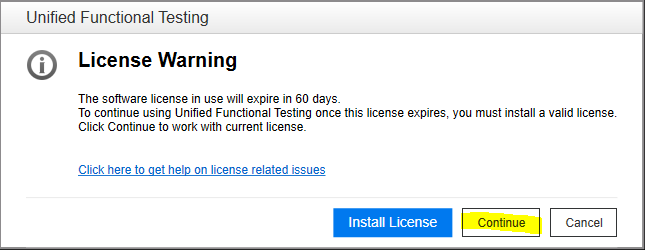 Unified Functional Testing
License Warning
The software license in use will expire in 60 days.
To continue using Unified Functional Testing once this license expires, you must install a valid license.
Click Continue to work with current license.
Click here to get help on license related issues
Install License
Continue
Cancel